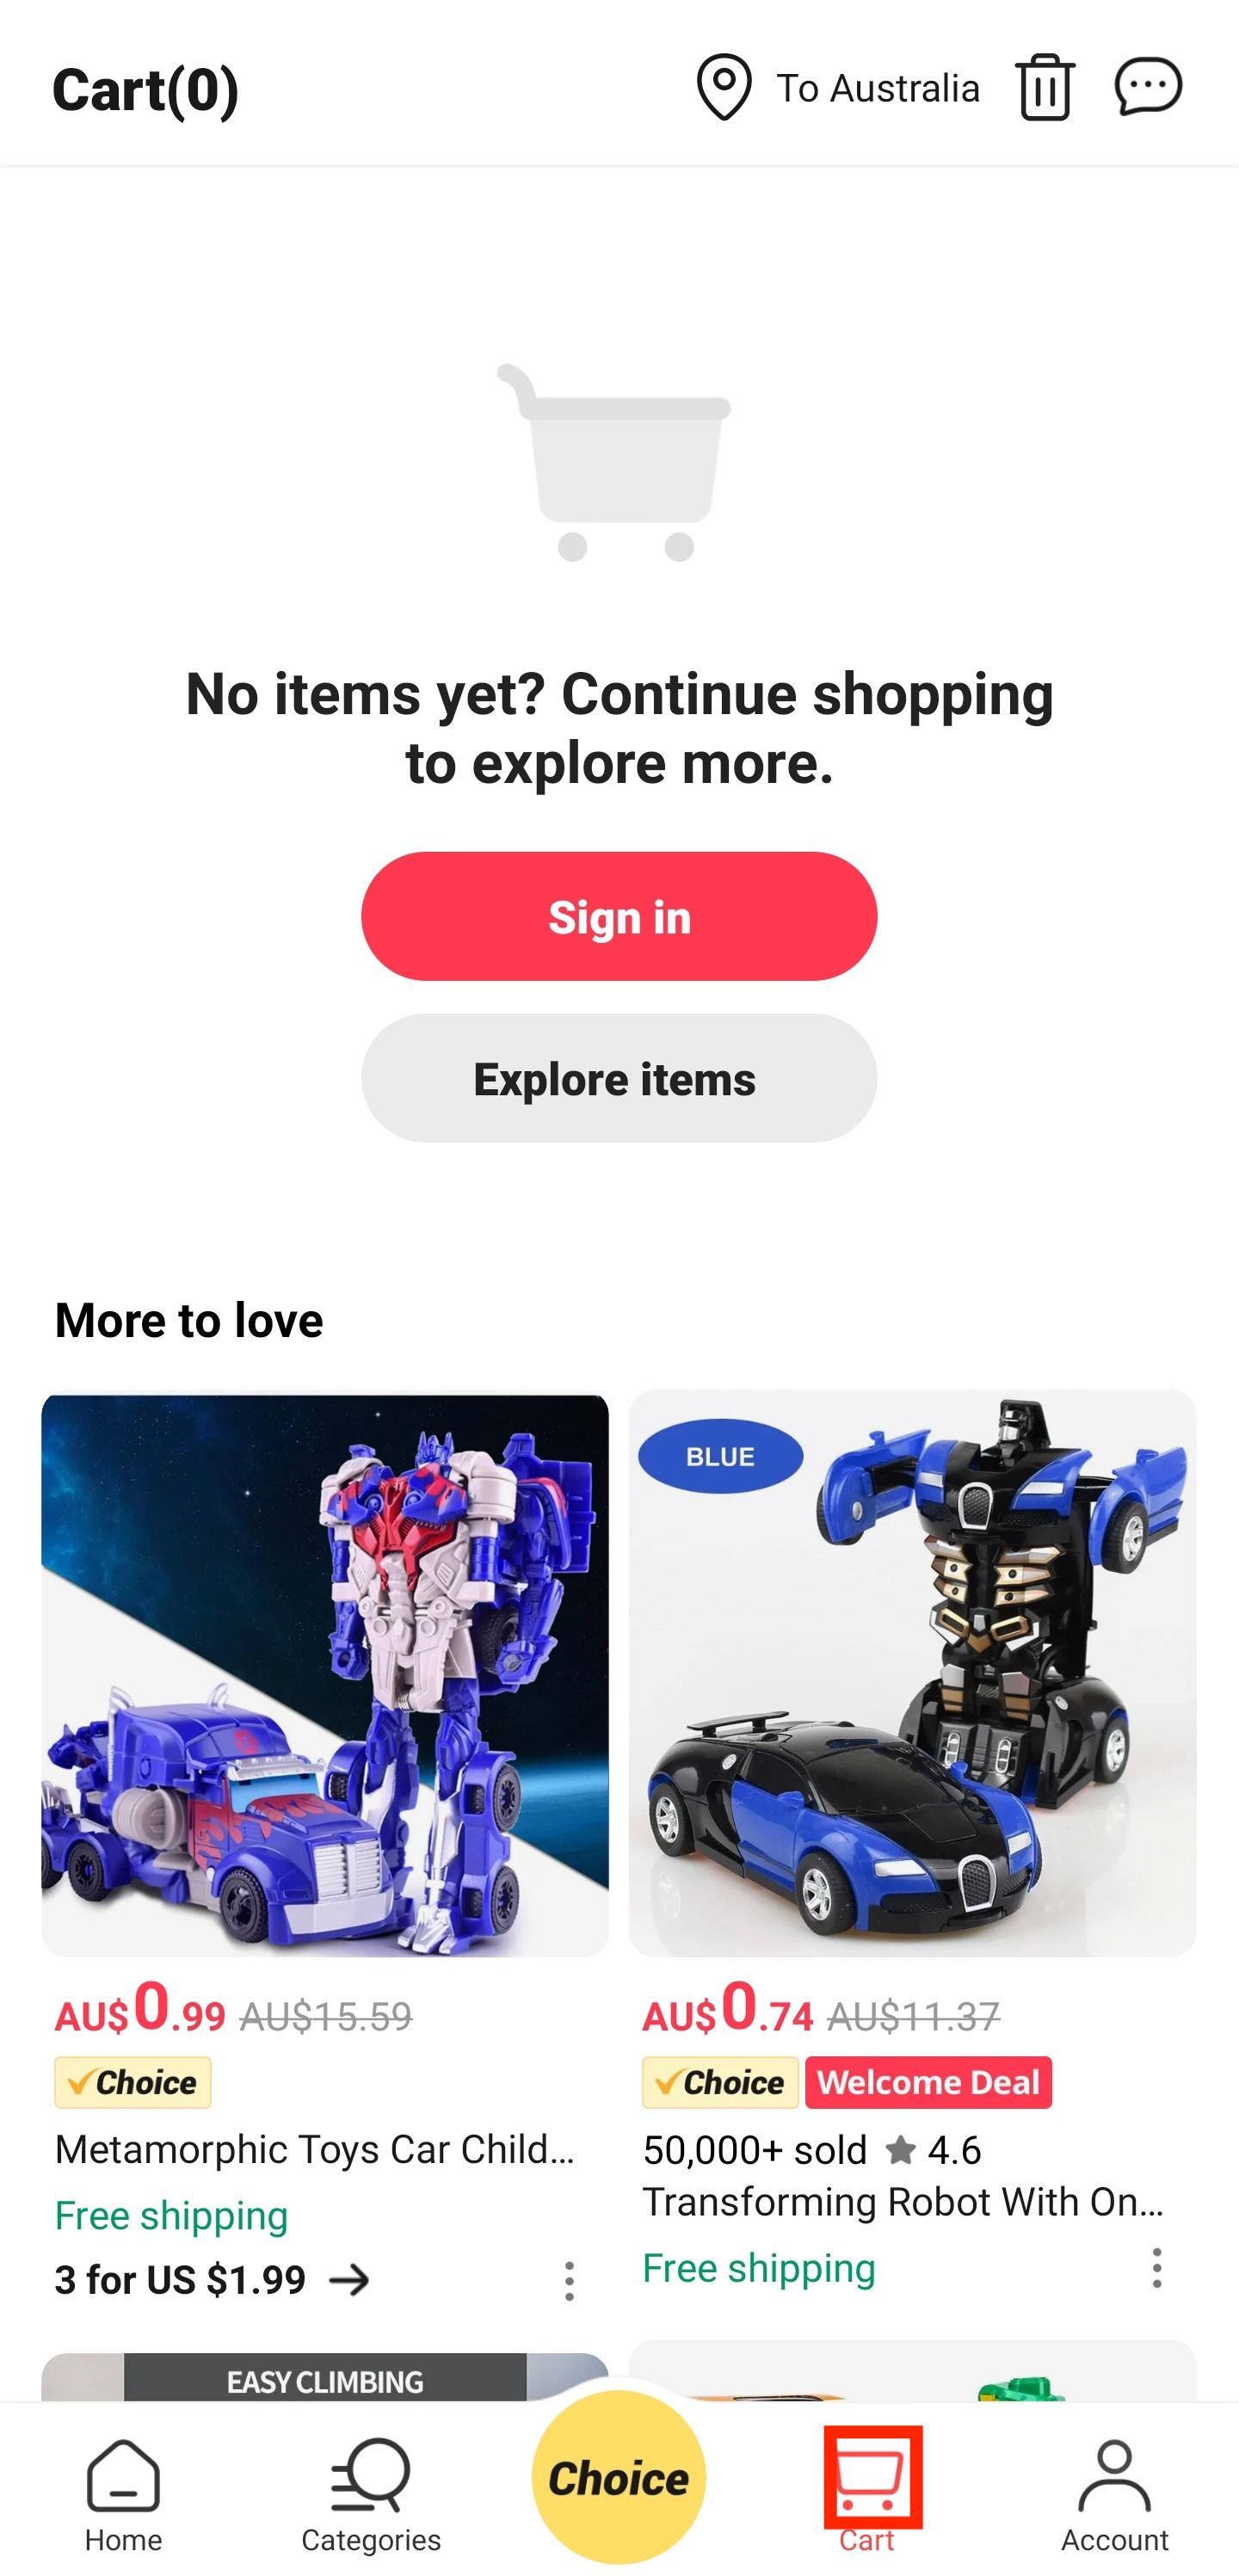 Cart(0)
To Australia
No items yet? Continue shopping
to explore more.
Sign in
Explore items
More to love
BLUE
AU$0.99 AU$15.59
Choice
Metamorphic Toys Car Child...
Free shipping
3 for US $1.99
AU$0.74 AU$11.37
Choice Welcome Deal
50,000+ sold 4.6
Transforming Robot With On...
Free shipping
EASY CLIMBING
Home
Categories
Choice
Cart
Account